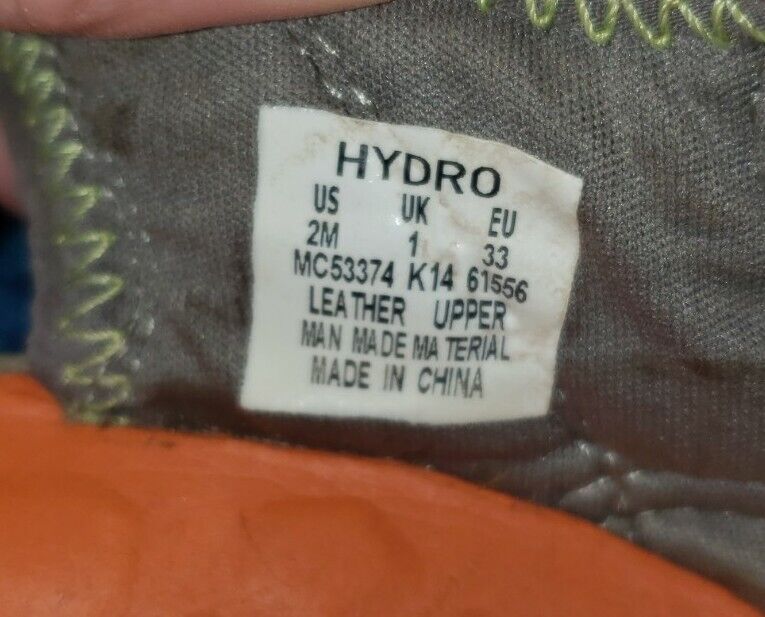 HYDRO
US UK EU
2M 1 33
MC53374 K14 61556
LEATHER UPPER
MAN MADE MATERIAL
MADE IN CHINA